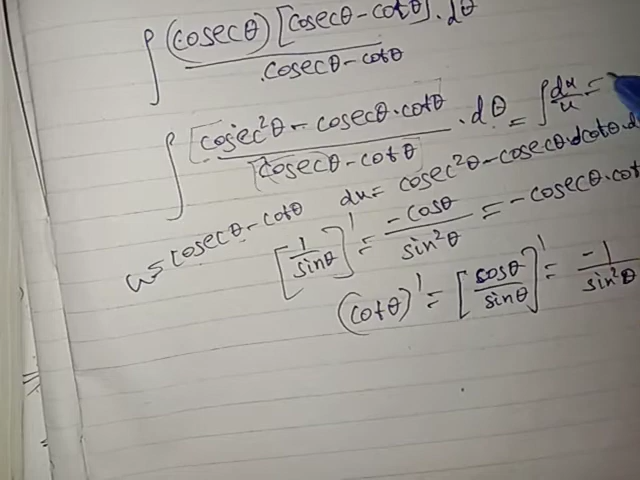 ∫ (cosecθ) [cosecθ - cotθ] . dθ / cosecθ - cotθ
∫ [cosec²θ - cosecθ . cotθ] / [cosecθ - cotθ] . dθ = ∫ du/u =
u = cosecθ - cotθ du = cosec²θ - cosecθ . cotθ . d
[1/sinθ]' = -cosθ/sin²θ = -cosecθ . cot
(cotθ)' = [cosθ/sinθ]' = -1/sin²θ